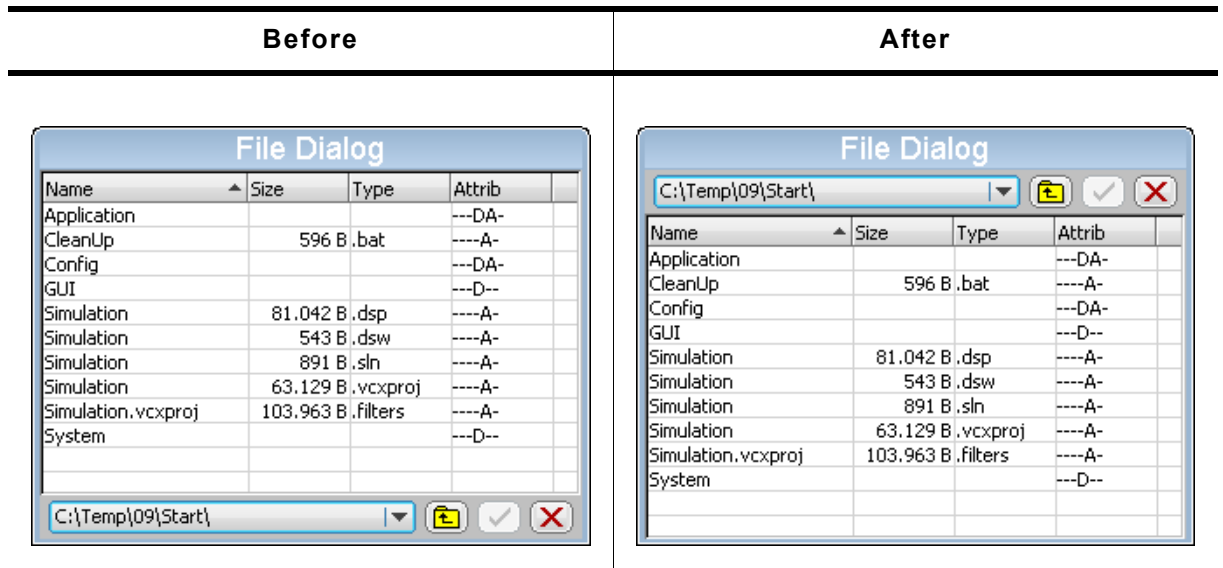 Before After
File Dialog
Name Size Type Attrib
Application ---DA-
CleanUp 596 B .bat ----A-
Config ---DA-
GUI ---D--
Simulation 81.042 B .dsp ----A-
Simulation 543 B .dsw ----A-
Simulation 891 B .sln ----A-
Simulation 63.129 B .vcxproj ----A-
Simulation.vcxproj 103.963 B .filters ----A-
System ---D--
C:\Temp\09\Start\
File Dialog
C:\Temp\09\Start\
Name Size Type Attrib
Application ---DA-
CleanUp 596 B .bat ----A-
Config ---DA-
GUI ---D--
Simulation 81.042 B .dsp ----A-
Simulation 543 B .dsw ----A-
Simulation 891 B .sln ----A-
Simulation 63.129 B .vcxproj ----A-
Simulation.vcxproj 103.963 B .filters ----A-
System ---D--